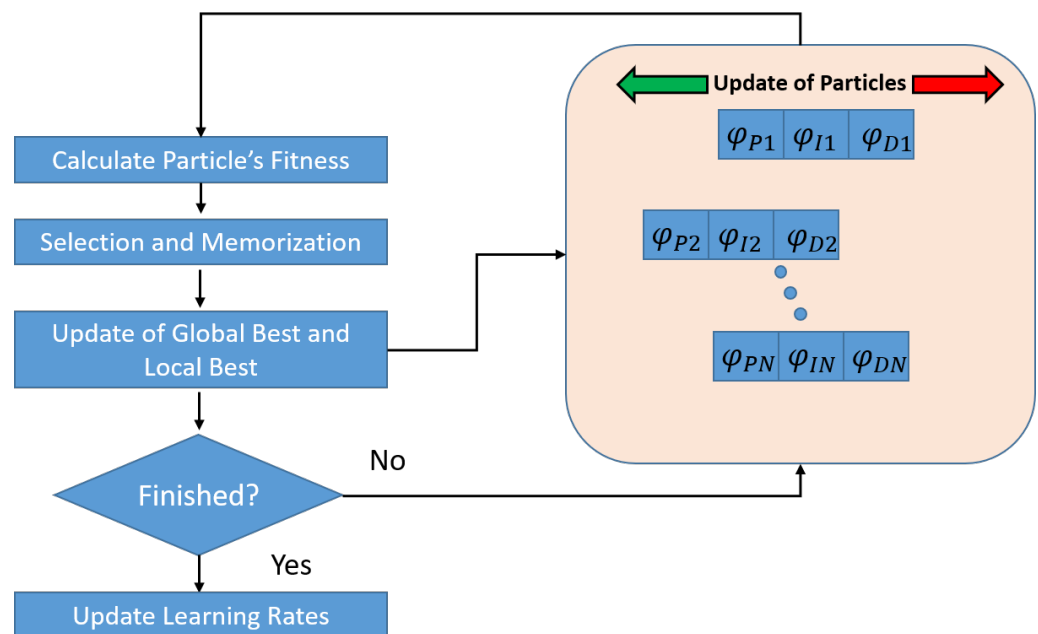 Update of Particles
φP1 φI1 φD1
Calculate Particle's Fitness
Selection and Memorization
φP2 φI2 φD2
Update of Global Best and
Local Best
φPN φIN φDN
No
Finished?
Yes
Update Learning Rates